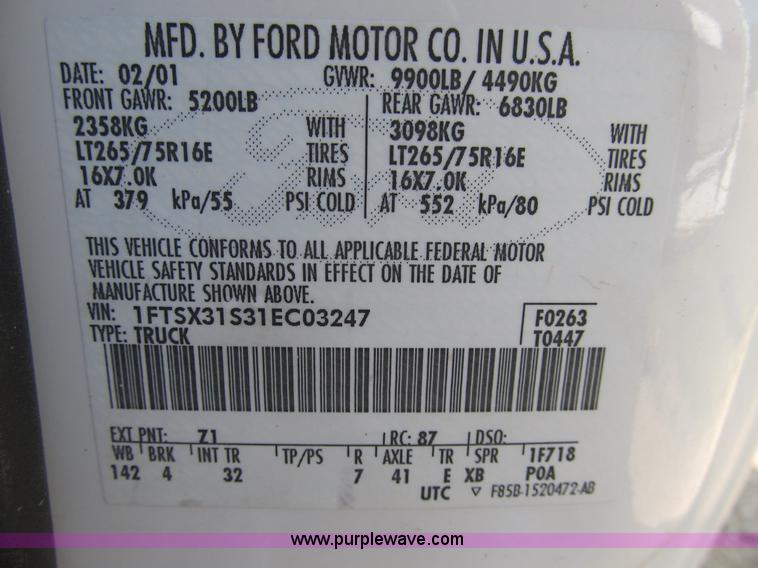 MFD. BY FORD MOTOR CO. IN U.S.A.
DATE: 02/01 GVWR: 9900LB/ 4490KG
FRONT GAWR: 5200LB REAR GAWR: 6830LB
2358KG WITH 3098KG WITH
LT265/75R16E TIRES LT265/75R16E TIRES
16X7.0K RIMS 16X7.0K RIMS
AT 379 kPa/55 PSI COLD AT 552 kPa/80 PSI COLD
THIS VEHICLE CONFORMS TO ALL APPLICABLE FEDERAL MOTOR
VEHICLE SAFETY STANDARDS IN EFFECT ON THE DATE OF
MANUFACTURE SHOWN ABOVE.
VIN: 1FTSX31S31EC03247 F0263
TYPE: TRUCK T0447
EXT PNT: Z1 RC: 87 DSO:
WB BRK INT TR TP/PS R AXLE TR SPR 1F718
142 4 32 7 41 E XB POA
UTC F85B-1520472-AB
www.purplewave.com